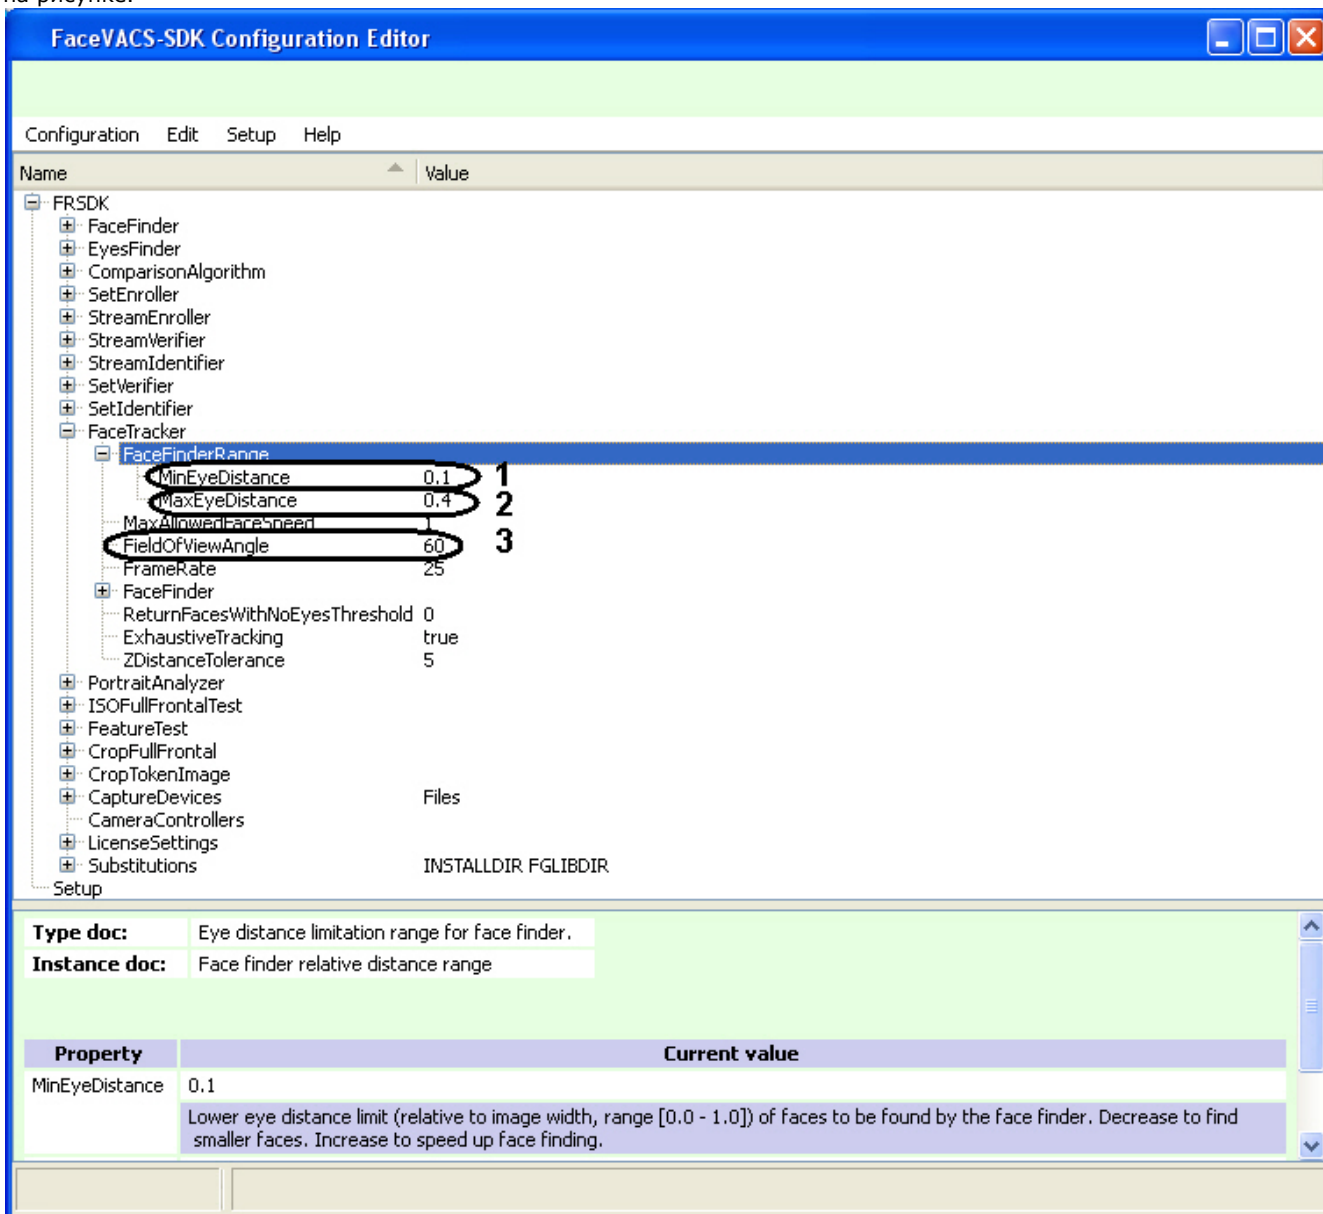 на рисунке.
FaceVACS-SDK Configuration Editor
Configuration Edit Setup Help
Name Value
FRSDK
FaceFinder
EyesFinder
ComparisonAlgorithm
SetEnroller
StreamEnroller
StreamVerifier
StreamIdentifier
SetVerifier
SetIdentifier
FaceTracker
FaceFinderRange
MinEyeDistance 0.1 1
MaxEyeDistance 0.4 2
MaxAllowedFaceSpeed 1
FieldOfViewAngle 60 3
FrameRate 25
FaceFinder
ReturnFacesWithNoEyesThreshold 0
ExhaustiveTracking true
ZDistanceTolerance 5
PortraitAnalyzer
ISOFullFrontalTest
FeatureTest
CropFullFrontal
CropTokenImage
CaptureDevices Files
CameraControllers
LicenseSettings
Substitutions INSTALLDIR FGLIBDIR
Setup
Type doc: Eye distance limitation range for face finder.
Instance doc: Face finder relative distance range
Property Current value
MinEyeDistance 0.1
Lower eye distance limit (relative to image width, range [0.0 - 1.0]) of faces to be found by the face finder. Decrease to find
smaller faces. Increase to speed up face finding.